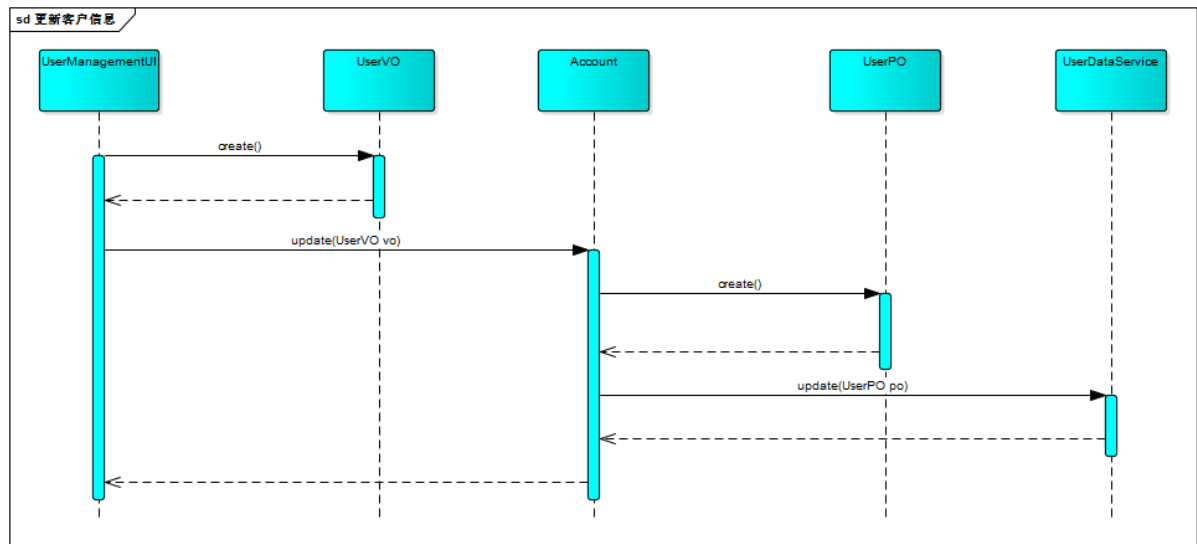 sd 更新客户信息
UserManagementUI
UserVO
Account
UserPO
UserDataService
create()
update(UserVO vo)
create()
update(UserPO po)